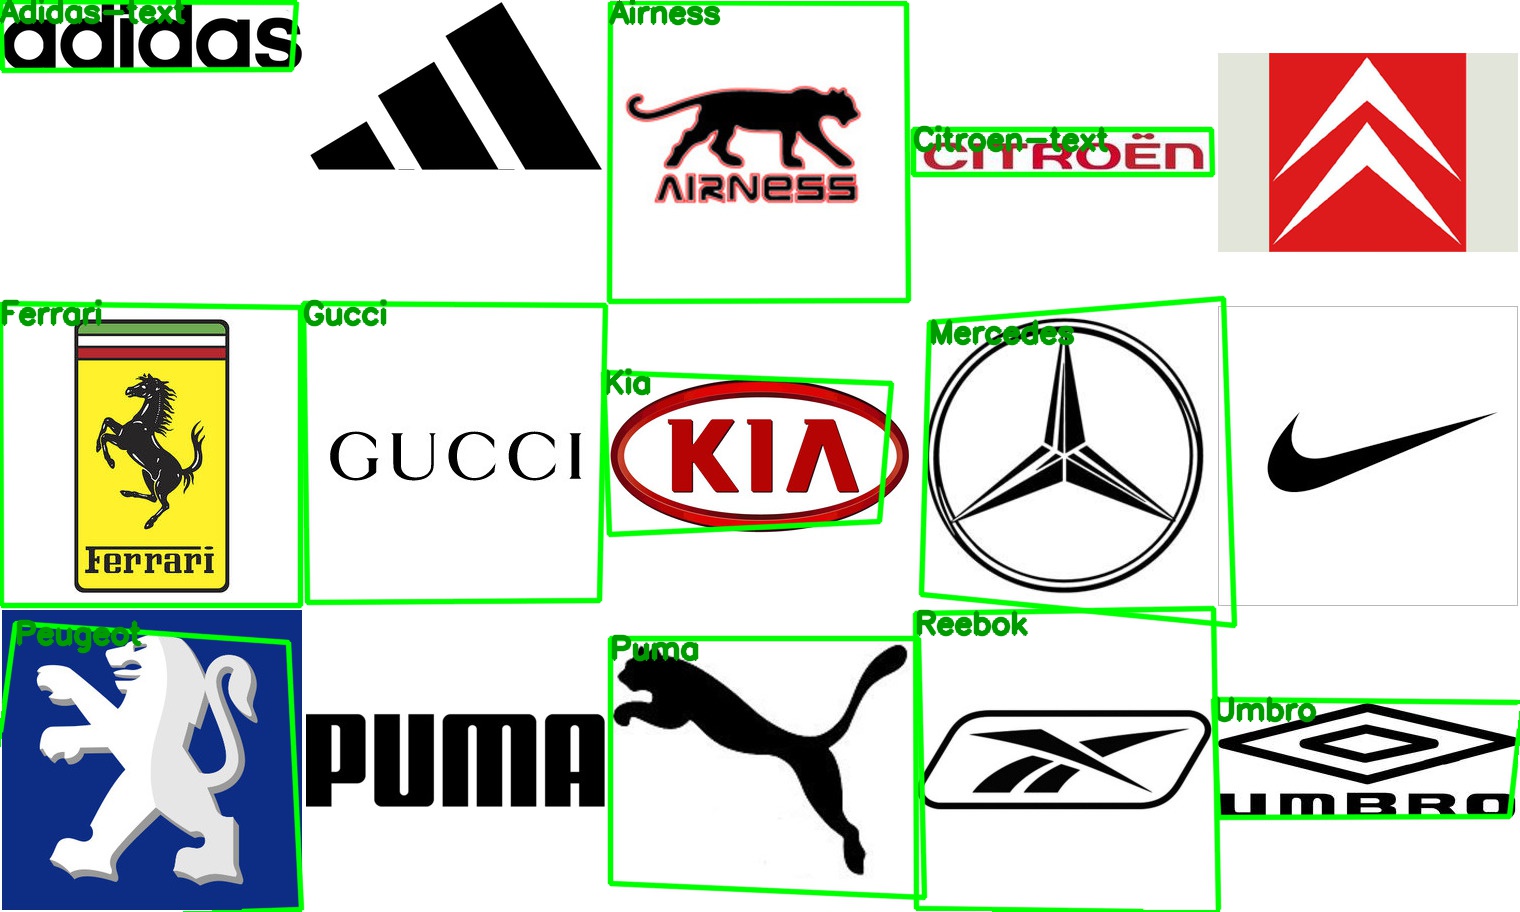 Adidas-text
adidas
Airness
AIRNESS
Citroen-text
CITROËN
Ferrari
Ferrari
Gucci
GUCCI
Kia
KIA
Mercedes
Peugeot
PUMA
Puma
Reebok
Umbro
UMBRO